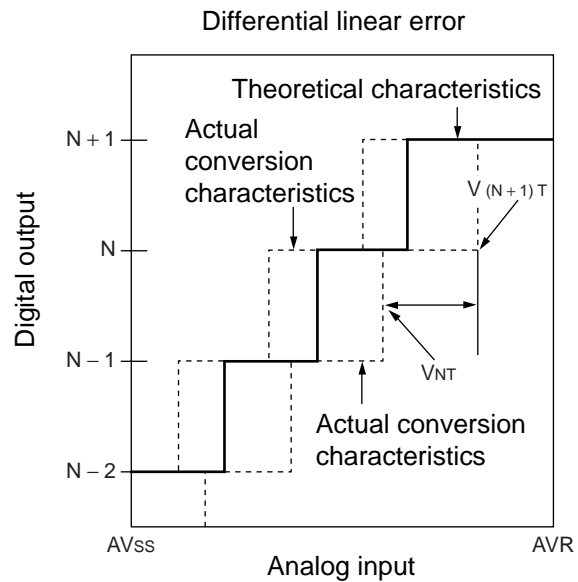 Differential linear error
Theoretical characteristics
N + 1
Actual
conversion
characteristics
V (N + 1) T
N
Digital output
N − 1
VNT
Actual conversion
characteristics
N − 2
AVSS
AVR
Analog input